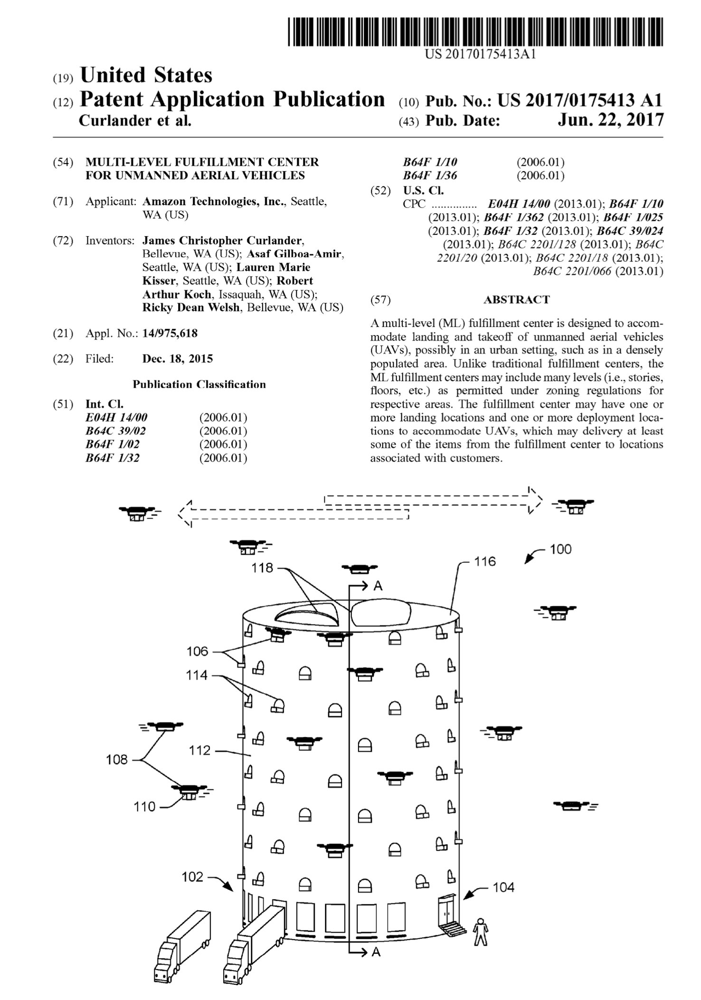 US 20170175413A1
(19) United States
(12) Patent Application Publication (10) Pub. No.: US 2017/0175413 A1
Curlander et al. (43) Pub. Date: Jun. 22, 2017
(54) MULTI-LEVEL FULFILLMENT CENTER
FOR UNMANNED AERIAL VEHICLES
(71) Applicant: Amazon Technologies, Inc., Seattle,
WA (US)
(72) Inventors: James Christopher Curlander,
Bellevue, WA (US); Asaf Gilboa-Amir,
Seattle, WA (US); Lauren Marie
Kisser, Seattle, WA (US); Robert
Arthur Koch, Issaquah, WA (US);
Ricky Dean Welsh, Bellevue, WA (US)
(21) Appl. No.: 14/975,618
(22) Filed: Dec. 18, 2015
Publication Classification
(51) Int. Cl.
E04H 14/00 (2006.01)
B64C 39/02 (2006.01)
B64F 1/02 (2006.01)
B64F 1/32 (2006.01)
B64F 1/10 (2006.01)
B64F 1/36 (2006.01)
(52) U.S. Cl.
CPC ............... E04H 14/00 (2013.01); B64F 1/10
(2013.01); B64F 1/362 (2013.01); B64F 1/025
(2013.01); B64F 1/32 (2013.01); B64C 39/024
(2013.01); B64C 2201/128 (2013.01); B64C
2201/20 (2013.01); B64C 2201/18 (2013.01);
B64C 2201/066 (2013.01)
(57) ABSTRACT
A multi-level (ML) fulfillment center is designed to accom-
modate landing and takeoff of unmanned aerial vehicles
(UAVs), possibly in an urban setting, such as in a densely
populated area. Unlike traditional fulfillment centers, the
ML fulfillment centers may include many levels (i.e., stories,
floors, etc.) as permitted under zoning regulations for
respective areas. The fulfillment center may have one or
more landing locations and one or more deployment loca-
tions to accommodate UAVs, which may delivery at least
some of the items from the fulfillment center to locations
associated with customers.
100
116
118
A
106
114
112
108
110
102
104
A